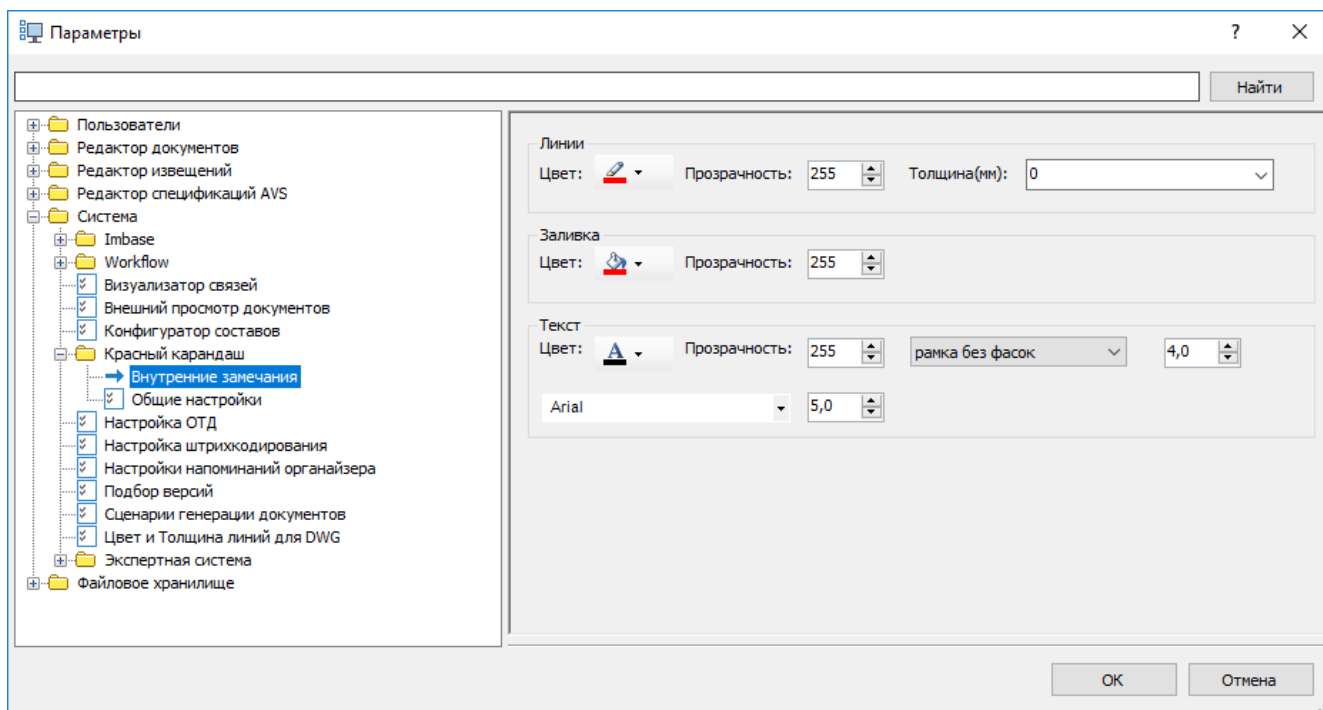 Параметры
?
Найти
Пользователи
Редактор документов
Редактор извещений
Редактор спецификаций AVS
Система
Imbase
Workflow
Визуализатор связей
Внешний просмотр документов
Конфигуратор составов
Красный карандаш
Внутренние замечания
Общие настройки
Настройка ОТД
Настройка штрихкодирования
Настройки напоминаний органайзера
Подбор версий
Сценарии генерации документов
Цвет и Толщина линий для DWG
Экспертная система
Файловое хранилище
Линии
Цвет: Прозрачность: 255 Толщина(мм): 0
Заливка
Цвет: Прозрачность: 255
Текст
Цвет: A Прозрачность: 255 рамка без фасок 4,0
Arial 5,0
ОК Отмена